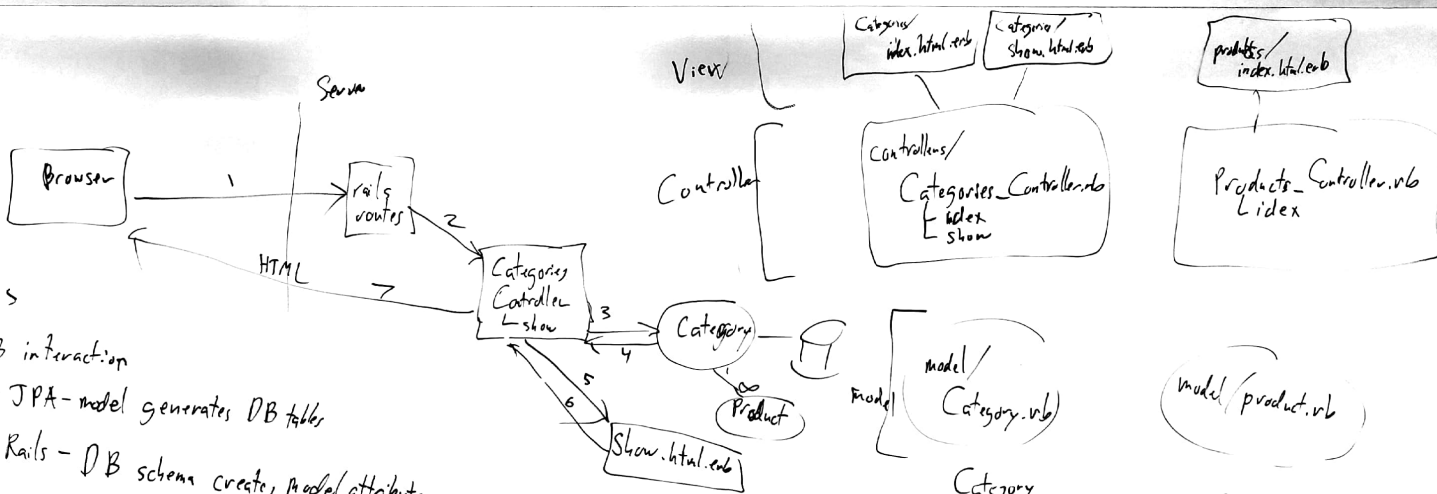 Server
Browser
1
rails
routes
2
HTML
7
Categories
Controller
show
3
4
Category
1
∞
Product
5
6
Show.html.erb
s
B interaction
JPA - model generates DB tables
Rails - DB schema create, model attribut
View
Categories/
index.html.erb
Categories/
show.html.erb
products/
index.html.erb
Controller
Controllers/
Categories_Controller.rb
index
show
Products_Controller.rb
idex
model
model/
Category.rb
model/product.rb
Category